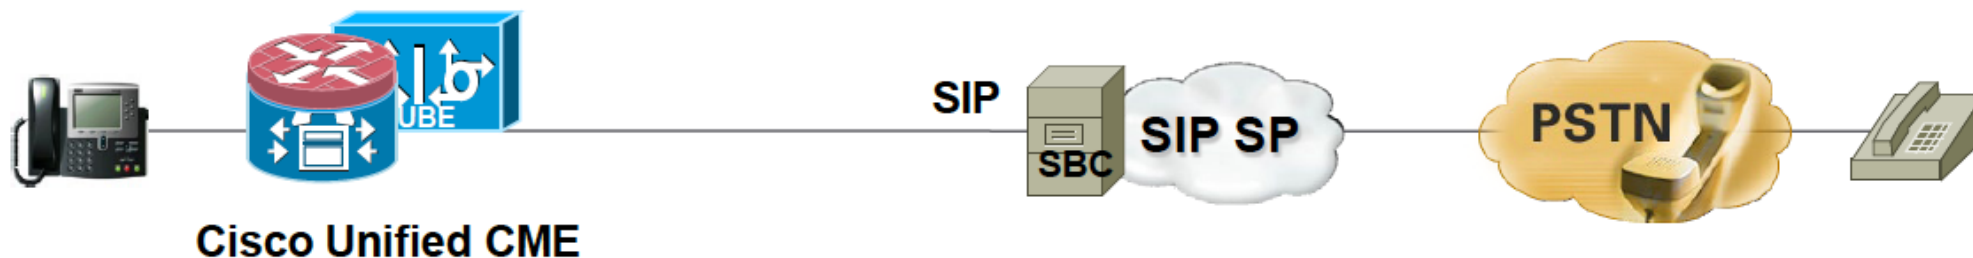 UBE
SIP
SBC
SIP SP
PSTN
Cisco Unified CME